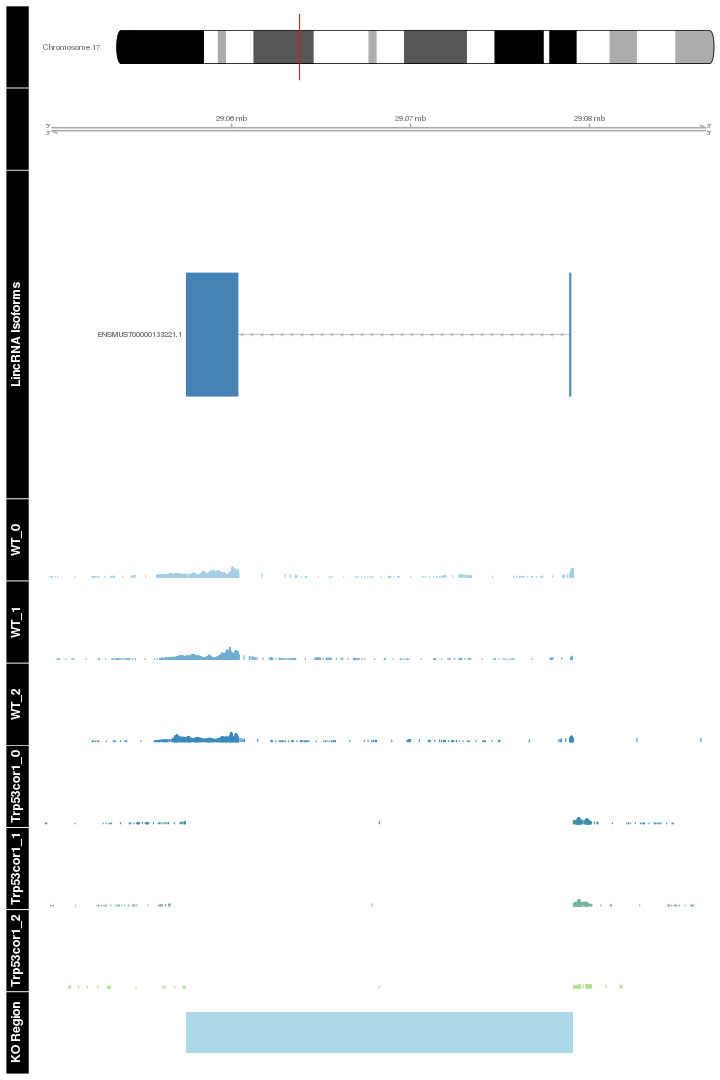 Chromosome 17
29.06 mb
29.07 mb
29.08 mb
5'
3'
3'
5'
LincRNA Isoforms
ENSMUST00000133221.1
WT_0
WT_1
WT_2
Trp53cor1_0
Trp53cor1_1
Trp53cor1_2
KO Region